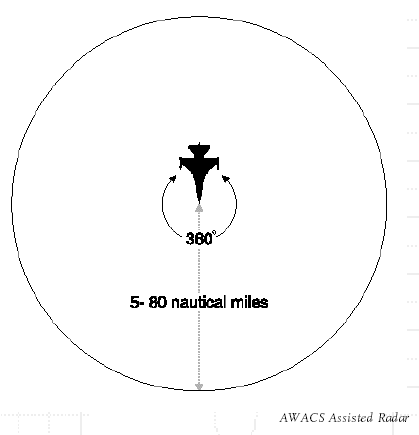 360°
5- 80 nautical miles
AWACS Assisted Radar